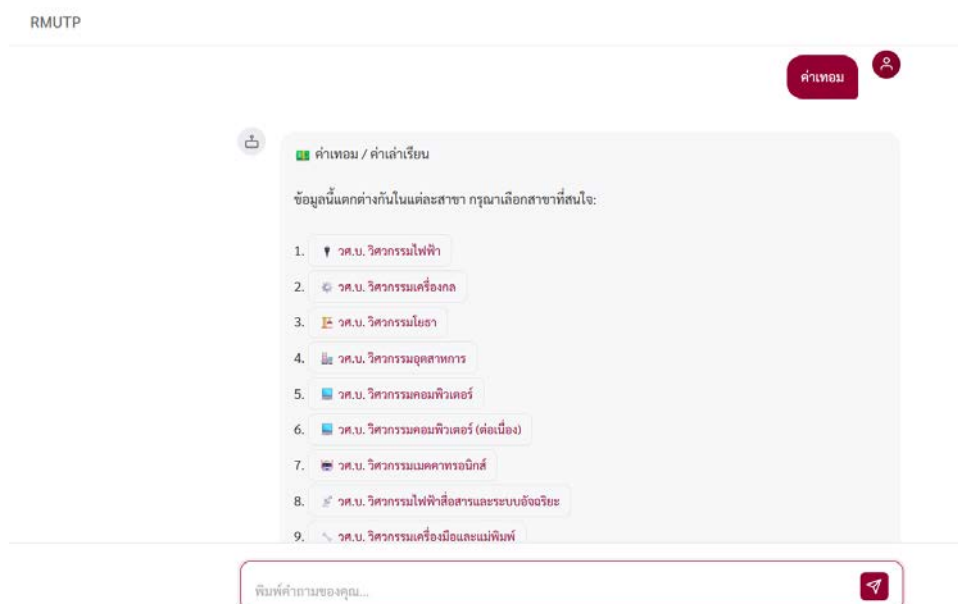 RMUTP
ค่าเทอม
ค่าเทอม / ค่าเล่าเรียน
ข้อมูลนี้แตกต่างกันในแต่ละสาขา กรุณาเลือกสาขาที่สนใจ:
1. วศ.บ. วิศวกรรมไฟฟ้า
2. วศ.บ. วิศวกรรมเครื่องกล
3. วศ.บ. วิศวกรรมโยธา
4. วศ.บ. วิศวกรรมอุตสาหการ
5. วศ.บ. วิศวกรรมคอมพิวเตอร์
6. วศ.บ. วิศวกรรมคอมพิวเตอร์ (ต่อเนื่อง)
7. วศ.บ. วิศวกรรมเมคคาทรอนิกส์
8. วศ.บ. วิศวกรรมไฟฟ้าสื่อสารและระบบอัจฉริยะ
9. วศ.บ. วิศวกรรมเครื่องมือและแม่พิมพ์
พิมพ์คำถามของคุณ...